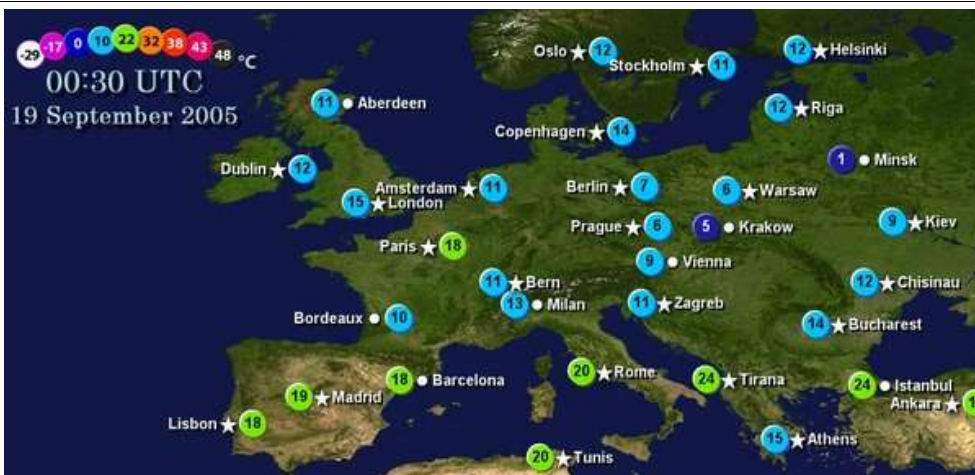 -29 -17 0 10 22 32 38 43 48 °C
00:30 UTC
19 September 2005
Oslo 12
Stockholm 11
12 Helsinki
11 Aberdeen
12 Riga
Copenhagen 14
1 Minsk
Dublin 12
Amsterdam 11
Berlin 7
6 Warsaw
15 London
Prague 6
5 Krakow
9 Kiev
Paris 18
9 Vienna
11 Bern
12 Chisinau
13 Milan
11 Zagreb
Bordeaux 10
14 Bucharest
20 Rome
18 Barcelona
24 Tirana
24 Istanbul
19 Madrid
Ankara
Lisbon 18
15 Athens
20 Tunis